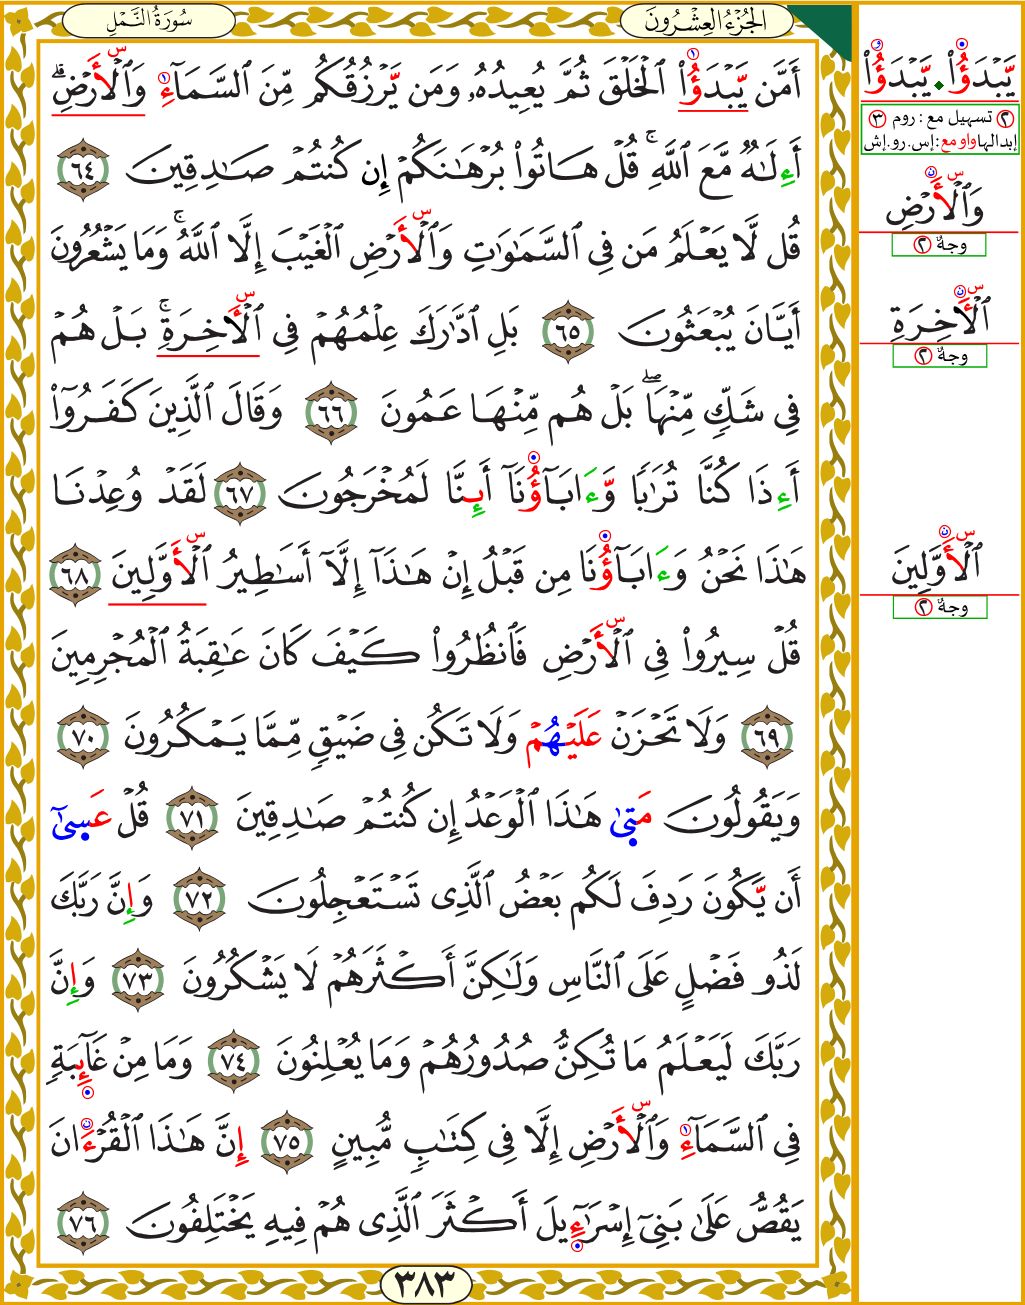 سُورَةُ النَّمۡلِ
الجُزۡءُ العِشۡرُونَ
أَمَّن يَّبۡدَؤُاْ ٱلۡخَلۡقَ ثُمَّ يُعِيدُهُۥ وَمَن يَّرۡزُقُكُم مِّنَ ٱلسَّمَآءِ وَٱلۡأَرۡضِۗ
أَءِلَٰهٞ مَّعَ ٱللَّهِۚ قُلۡ هَاتُواْ بُرۡهَٰنَكُمۡ إِن كُنتُمۡ صَٰدِقِينَ ٦٤
قُل لَّا يَعۡلَمُ مَن فِي ٱلسَّمَٰوَٰتِ وَٱلۡأَرۡضِ ٱلۡغَيۡبَ إِلَّا ٱللَّهُۚ وَمَا يَشۡعُرُونَ
أَيَّانَ يُبۡعَثُونَ ٦٥ بَلِ ٱدَّٰرَكَ عِلۡمُهُمۡ فِي ٱلۡأٓخِرَةِۚ بَلۡ هُمۡ
فِي شَكّٖ مِّنۡهَاۖ بَلۡ هُم مِّنۡهَا عَمُونَ ٦٦ وَقَالَ ٱلَّذِينَ كَفَرُوٓاْ
أَءِذَا كُنَّا تُرَٰبٗا وَّءَابَآؤُنَآ أَئِنَّا لَمُخۡرَجُونَ ٦٧ لَقَدۡ وُعِدۡنَا
هَٰذَا نَحۡنُ وَءَابَآؤُنَا مِن قَبۡلُ إِنۡ هَٰذَآ إِلَّآ أَسَٰطِيرُ ٱلۡأَوَّلِينَ ٦٨
قُلۡ سِيرُواْ فِي ٱلۡأَرۡضِ فَٱنظُرُواْ كَيۡفَ كَانَ عَٰقِبَةُ ٱلۡمُجۡرِمِينَ
٦٩ وَلَا تَحۡزَنۡ عَلَيۡهُمۡ وَلَا تَكُن فِي ضَيۡقٖ مِّمَّا يَمۡكُرُونَ ٧٠
وَيَقُولُونَ مَتَىٰ هَٰذَا ٱلۡوَعۡدُ إِن كُنتُمۡ صَٰدِقِينَ ٧١ قُلۡ عَسَىٰٓ
أَن يَّكُونَ رَدِفَ لَكُم بَعۡضُ ٱلَّذِي تَسۡتَعۡجِلُونَ ٧٢ وَإِنَّ رَبَّكَ
لَذُو فَضۡلٍ عَلَى ٱلنَّاسِ وَلَٰكِنَّ أَكۡثَرَهُمۡ لَا يَشۡكُرُونَ ٧٣ وَإِنَّ
رَبَّكَ لَيَعۡلَمُ مَا تُكِنُّ صُدُورُهُمۡ وَمَا يُعۡلِنُونَ ٧٤ وَمَا مِنۡ غَآئِبَةٖ
فِي ٱلسَّمَآءِ وَٱلۡأَرۡضِ إِلَّا فِي كِتَٰبٖ مُّبِينٍ ٧٥ إِنَّ هَٰذَا ٱلۡقُرۡءَانَ
يَقُصُّ عَلَىٰ بَنِيٓ إِسۡرَٰٓءِيلَ أَكۡثَرَ ٱلَّذِي هُمۡ فِيهِ يَخۡتَلِفُونَ ٧٦
٣٨٣
يَّبۡدَؤُاْ . يَّبۡدَؤُاْ
٢ تسهيل مع : روم ٣
إبدالها واو مع : إس . رو . إش
وَٱلۡأَرۡضِ
وجهٌ ٢
ٱلۡأٓخِرَةِ
وجهٌ ٢
ٱلۡأَوَّلِينَ
وجهٌ ٢